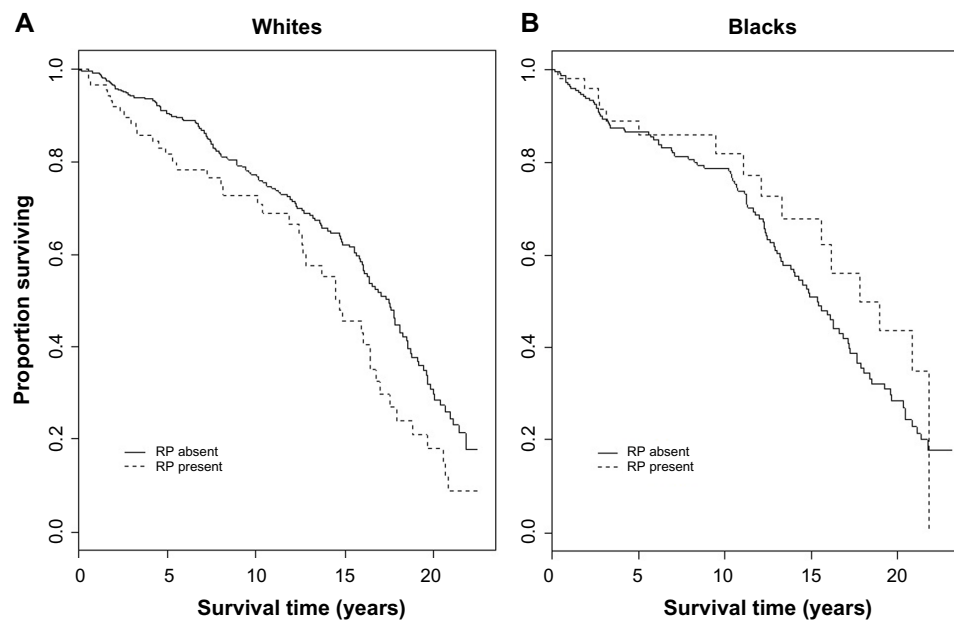 A
Whites
Proportion surviving
1.0
0.8
0.6
0.4
0.2
0.0
RP absent
RP present
0 5 10 15 20
Survival time (years)
B
Blacks
1.0
0.8
0.6
0.4
0.2
0.0
RP absent
RP present
0 5 10 15 20
Survival time (years)